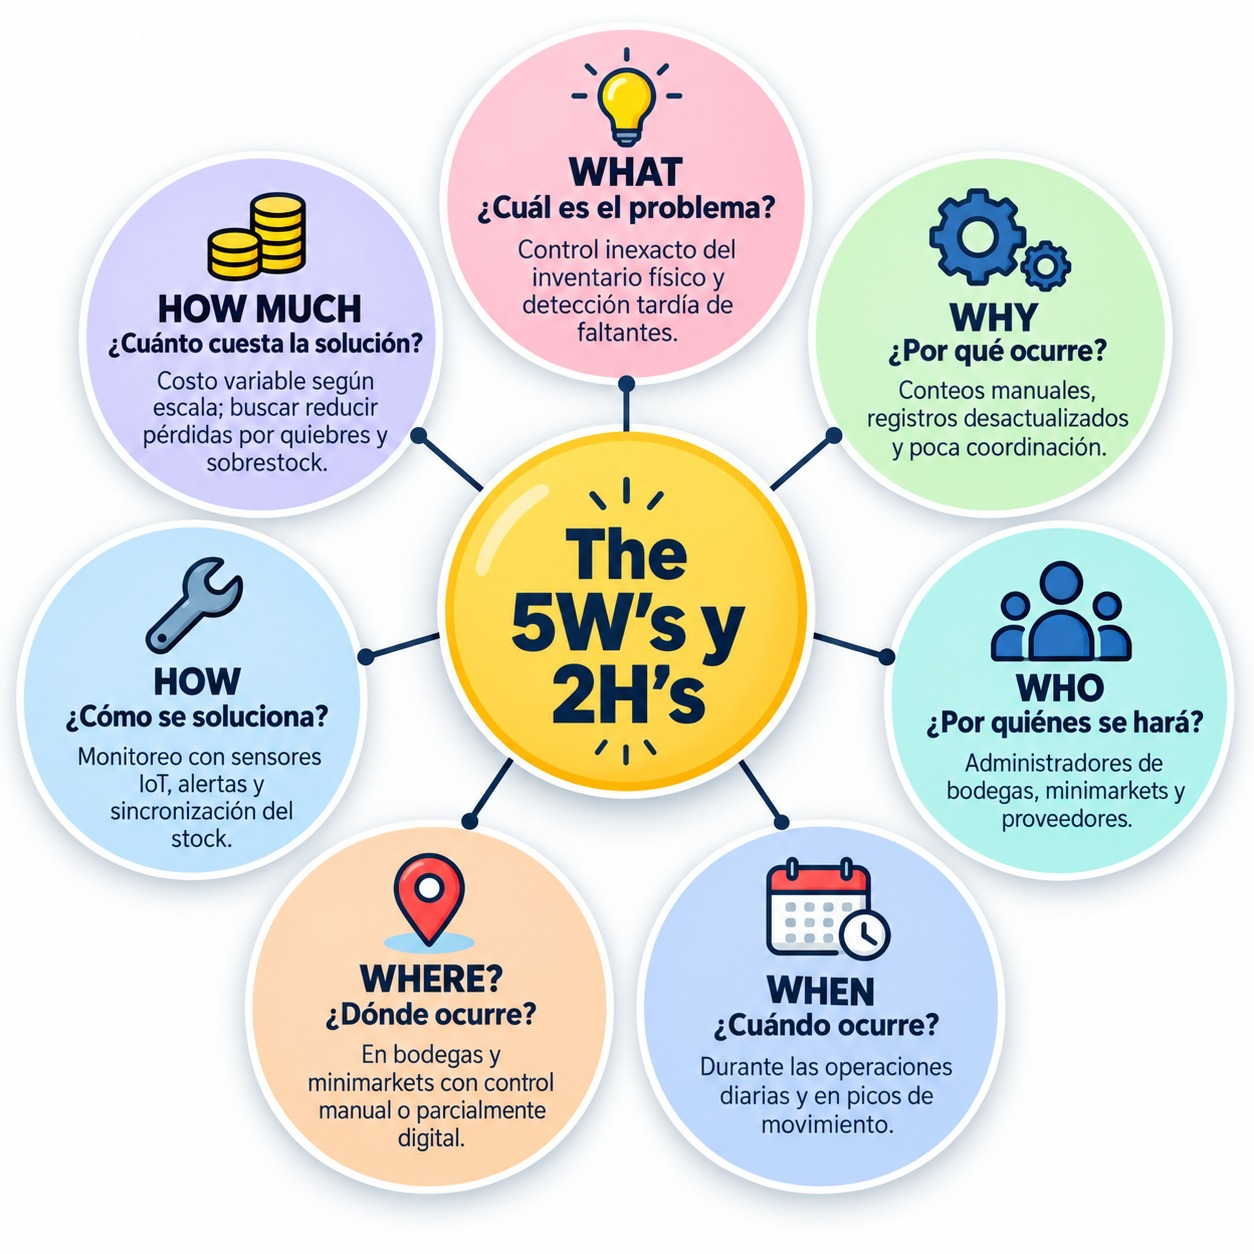 WHAT
¿Cuál es el problema?
Control inexacto del
inventario físico y
detección tardía de
faltantes.
HOW MUCH
¿Cuánto cuesta la solución?
Costo variable según
escala; buscar reducir
pérdidas por quiebres y
sobrestock.
WHY
¿Por qué ocurre?
Conteos manuales,
registros desactualizados
y poca coordinación.
The
5W's y
2H's
HOW
¿Cómo se soluciona?
Monitoreo con sensores
IoT, alertas y
sincronización del
stock.
WHO
¿Por quiénes se hará?
Administradores de
bodegas, minimarkets y
proveedores.
WHERE?
¿Dónde ocurre?
En bodegas y
minimarkets con control
manual o parcialmente
digital.
WHEN
¿Cuándo ocurre?
Durante las operaciones
diarias y en picos de
movimiento.